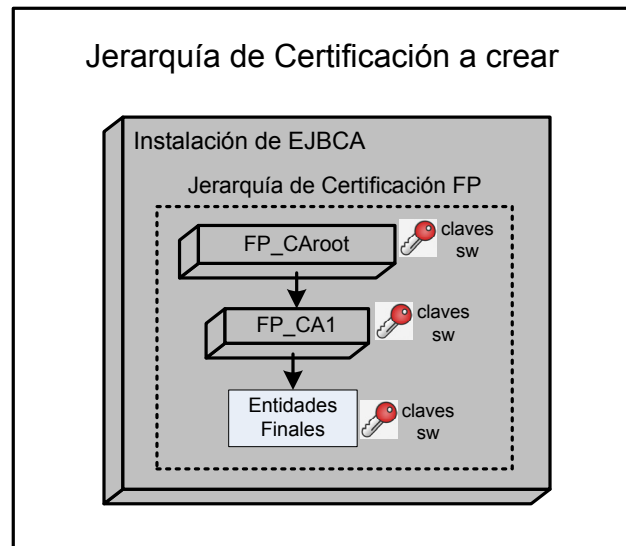 Jerarquía de Certificación a crear
Instalación de EJBCA
Jerarquía de Certificación FP
FP_CAroot
claves
sw
FP_CA1
claves
sw
Entidades
Finales
claves
sw